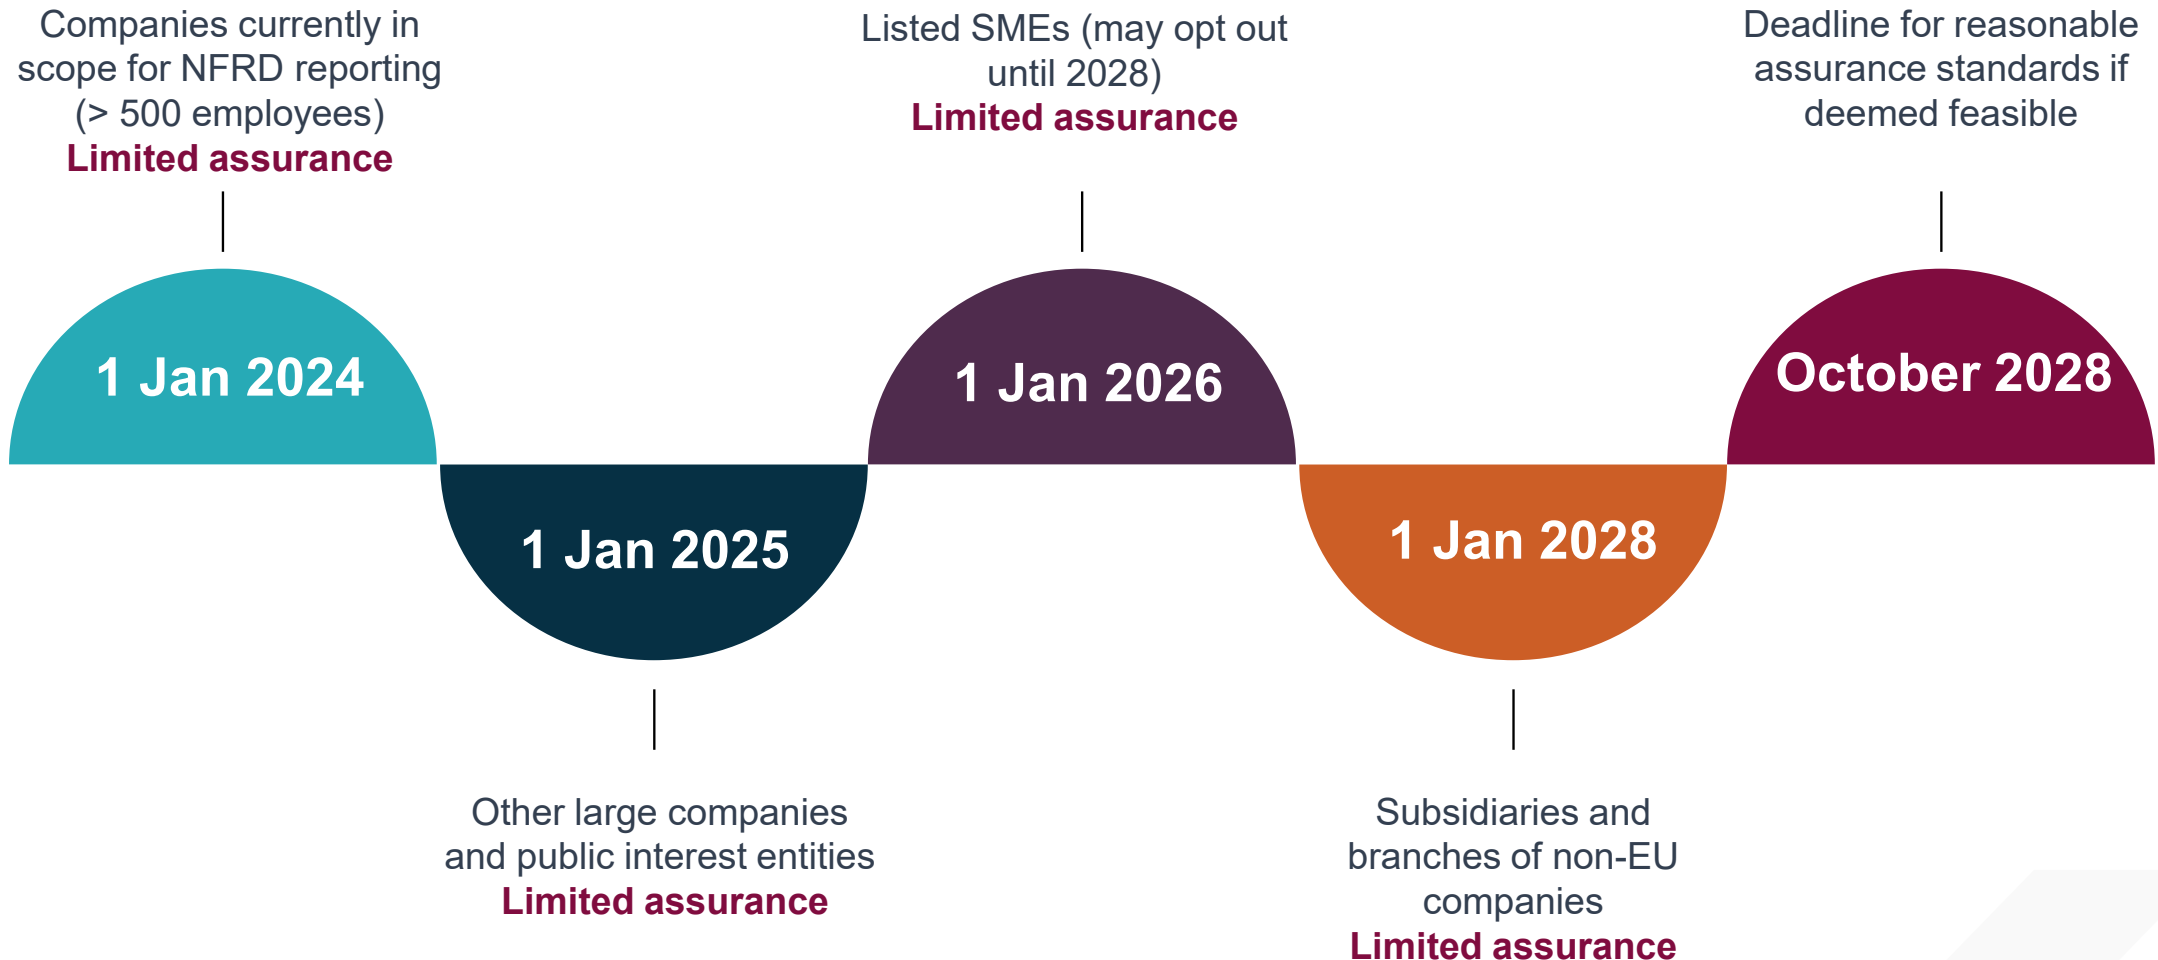 Companies currently in
scope for NFRD reporting
(> 500 employees)
Limited assurance
1 Jan 2024
1 Jan 2025
Other large companies
and public interest entities
Limited assurance
Listed SMEs (may opt out
until 2028)
Limited assurance
1 Jan 2026
1 Jan 2028
Subsidiaries and
branches of non-EU
companies
Limited assurance
Deadline for reasonable
assurance standards if
deemed feasible
October 2028